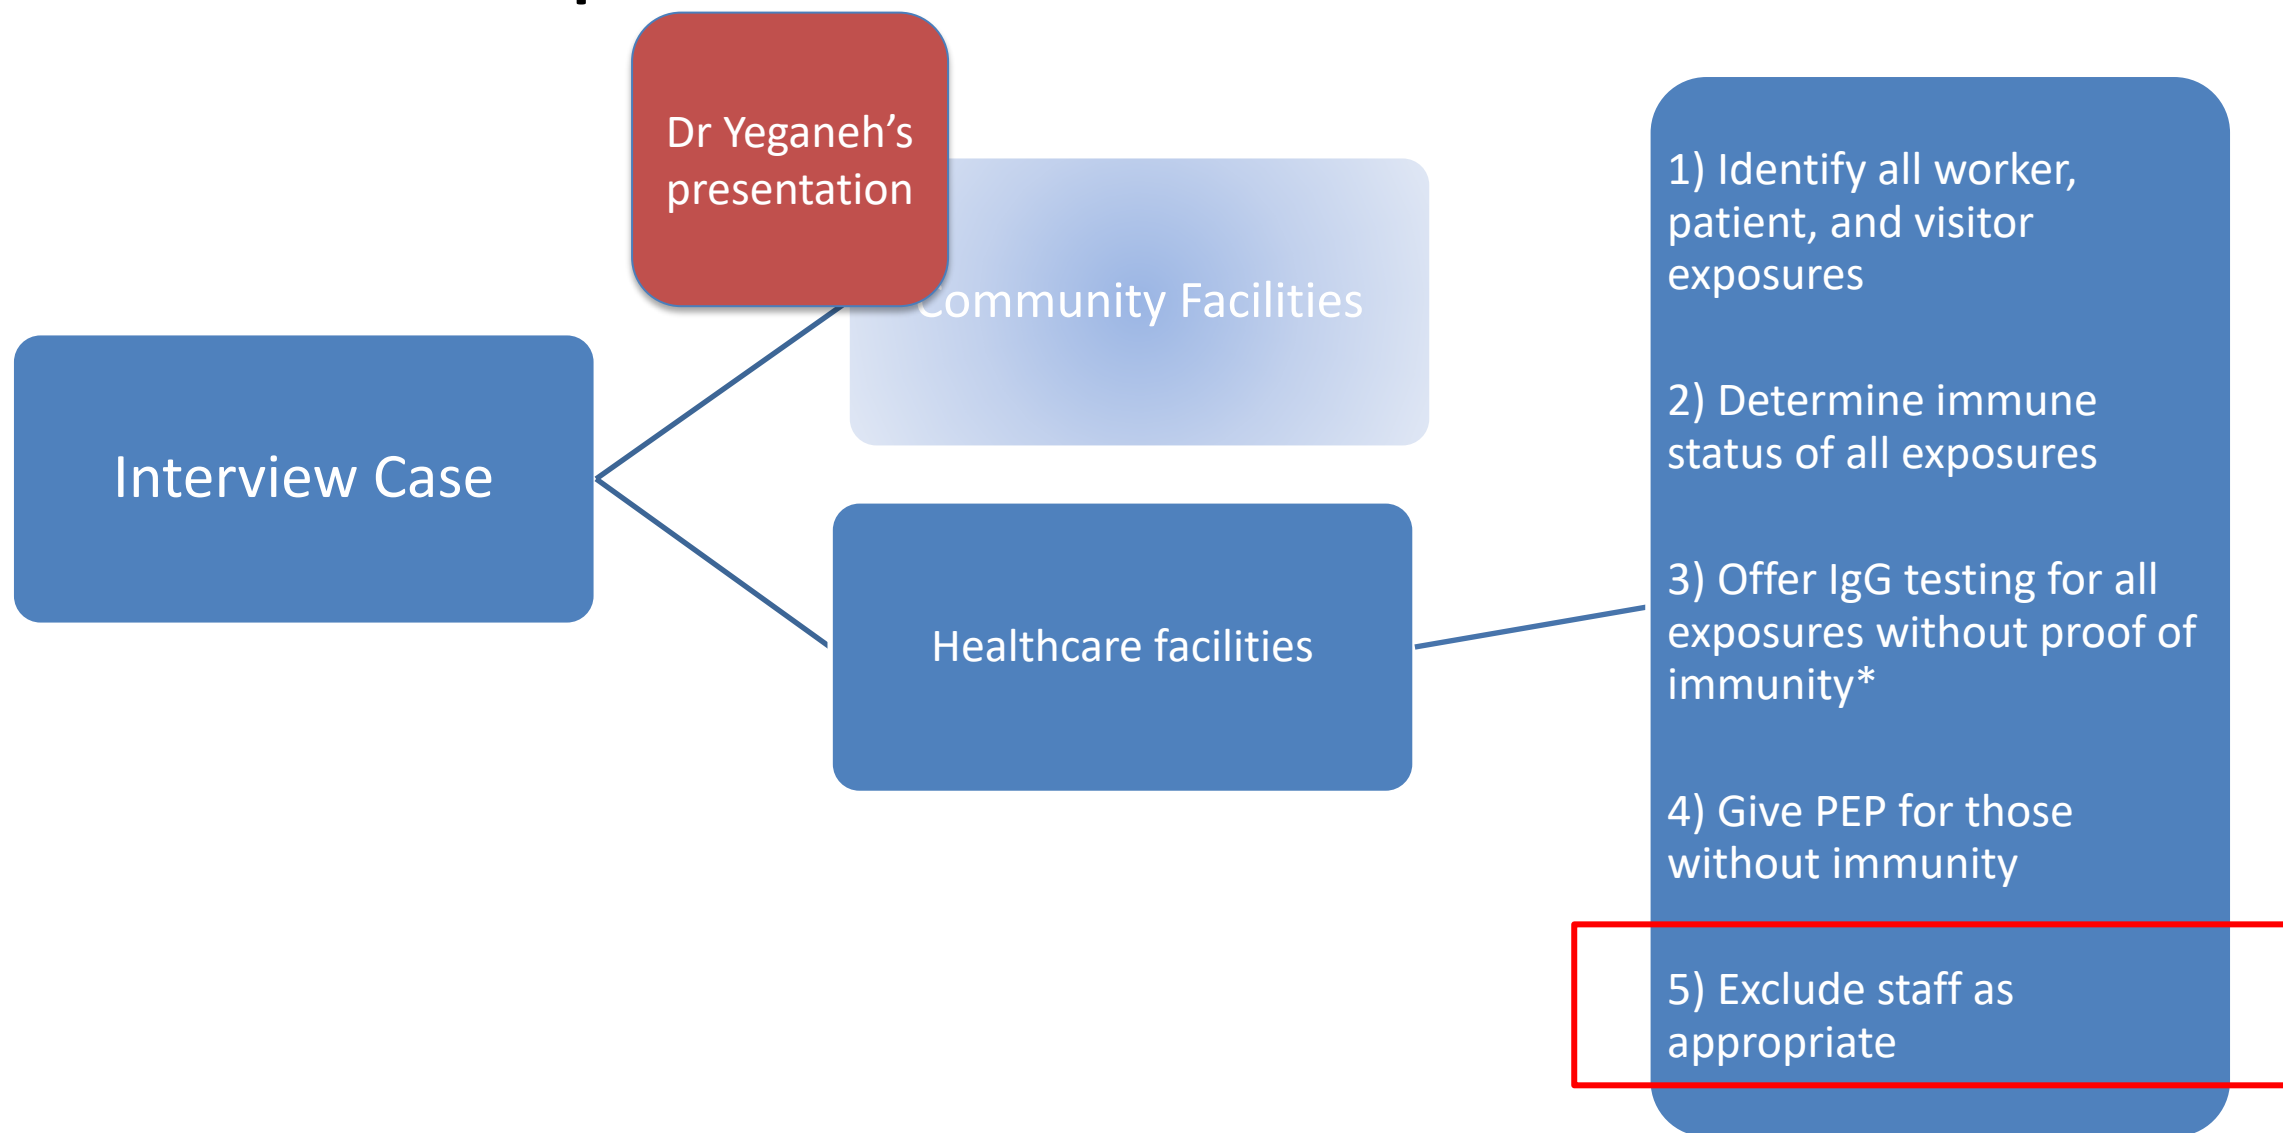 Dr Yeganeh's
presentation
Community Facilities
Interview Case
Healthcare facilities
1) Identify all worker,
patient, and visitor
exposures
2) Determine immune
status of all exposures
3) Offer IgG testing for all
exposures without proof of
immunity*
4) Give PEP for those
without immunity
5) Exclude staff as
appropriate